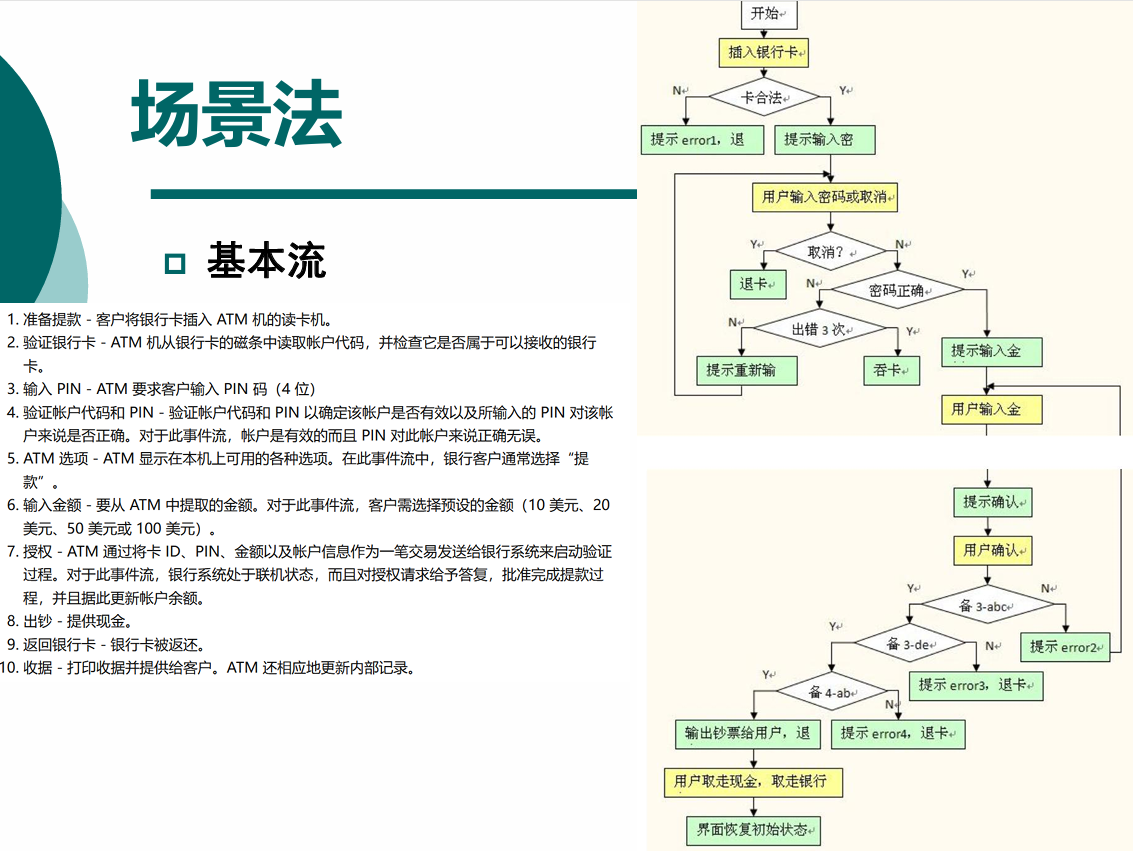 场景法
基本流
1. 准备提款 - 客户将银行卡插入 ATM 机的读卡机。
2. 验证银行卡 - ATM 机从银行卡的磁条中读取帐户代码，并检查它是否属于可以接收的银行
卡。
3. 输入 PIN - ATM 要求客户输入 PIN 码（4 位）
4. 验证帐户代码和 PIN - 验证帐户代码和 PIN 以确定该帐户是否有效以及所输入的 PIN 对该帐
户来说是否正确。对于此事件流，帐户是有效的而且 PIN 对此帐户来说正确无误。
5. ATM 选项 - ATM 显示在本机上可用的各种选项。在此事件流中，银行客户通常选择“提
款”。
6. 输入金额 - 要从 ATM 中提取的金额。对于此事件流，客户需选择预设的金额（10 美元、20
美元、50 美元或 100 美元）。
7. 授权 - ATM 通过将卡 ID、PIN、金额以及帐户信息作为一笔交易发送给银行系统来启动验证
过程。对于此事件流，银行系统处于联机状态，而且对授权请求给予答复，批准完成提款过
程，并且据此更新帐户余额。
8. 出钞 - 提供现金。
9. 返回银行卡 - 银行卡被返还。
10. 收据 - 打印收据并提供给客户。ATM 还相应地更新内部记录。
开始
插入银行卡
N
卡合法
Y
提示 error1，退
提示输入密
用户输入密码或取消
Y
取消？
N
退卡
N
密码正确
Y
N
出错 3 次
Y
提示重新输
吞卡
提示输入金
用户输入金
提示确认
用户确认
Y
备 3-abc
N
Y
备 3-de
N
提示 error2
Y
备 4-ab
N
提示 error3，退卡
输出钞票给用户，退
提示 error4，退卡
用户取走现金，取走银行
界面恢复初始状态